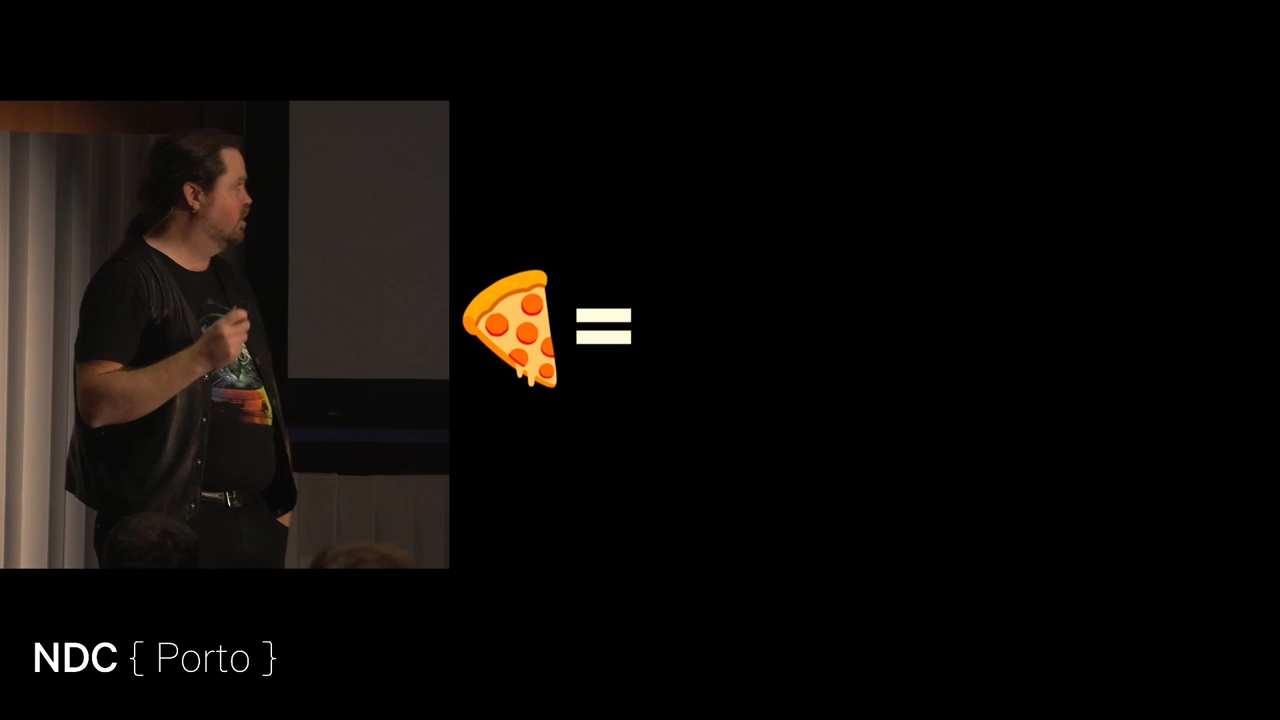 🍕=
NDC { Porto }